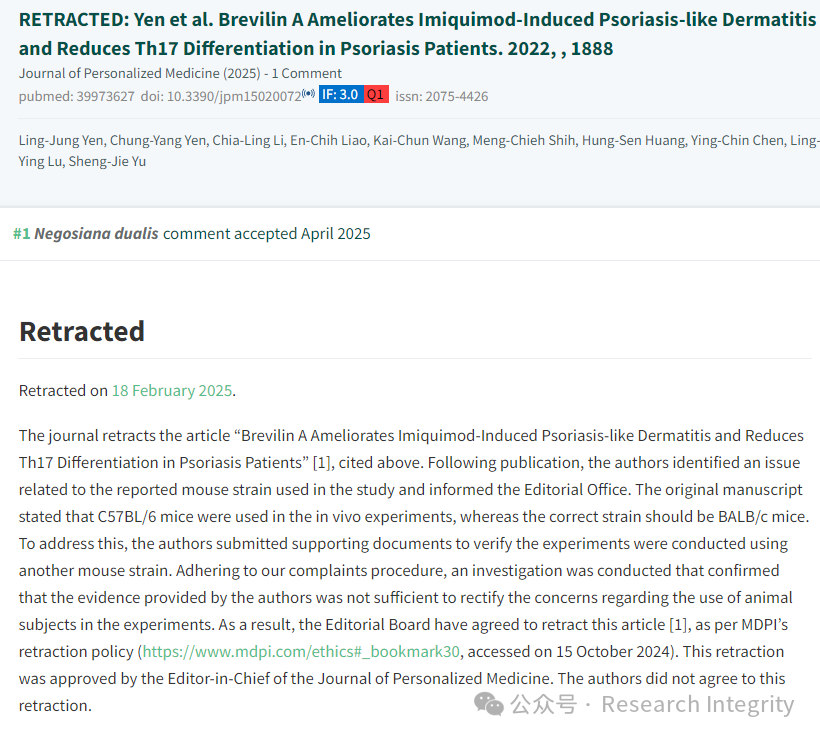 RETRACTED: Yen et al. Brevilin A Ameliorates Imiquimod-Induced Psoriasis-like Dermatitis
and Reduces Th17 Differentiation in Psoriasis Patients. 2022, , 1888
Journal of Personalized Medicine (2025) - 1 Comment
pubmed: 39973627 doi: 10.3390/jpm15020072 IF: 3.0 Q1 issn: 2075-4426
Ling-Jung Yen, Chung-Yang Yen, Chia-Ling Li, En-Chih Liao, Kai-Chun Wang, Meng-Chieh Shih, Hung-Sen Huang, Ying-Chin Chen, Ling-
Ying Lu, Sheng-Jie Yu
#1 Negosiana dualis comment accepted April 2025
Retracted
Retracted on 18 February 2025.
The journal retracts the article “Brevilin A Ameliorates Imiquimod-Induced Psoriasis-like Dermatitis and Reduces
Th17 Differentiation in Psoriasis Patients” [1], cited above. Following publication, the authors identified an issue
related to the reported mouse strain used in the study and informed the Editorial Office. The original manuscript
stated that C57BL/6 mice were used in the in vivo experiments, whereas the correct strain should be BALB/c mice.
To address this, the authors submitted supporting documents to verify the experiments were conducted using
another mouse strain. Adhering to our complaints procedure, an investigation was conducted that confirmed
that the evidence provided by the authors was not sufficient to rectify the concerns regarding the use of animal
subjects in the experiments. As a result, the Editorial Board have agreed to retract this article [1], as per MDPI’s
retraction policy (https://www.mdpi.com/ethics#_bookmark30, accessed on 15 October 2024). This retraction
was approved by the Editor-in-Chief of the Journal of Personalized Medicine. The authors did not agree to this
retraction.
公众号 · Research Integrity